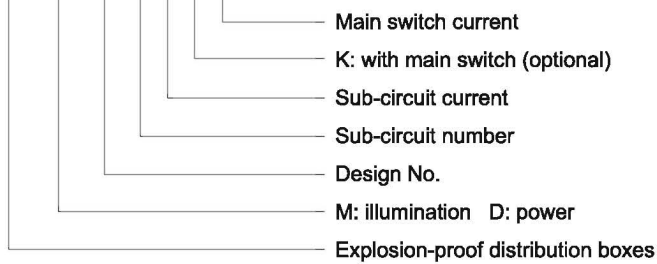 Main switch current
K: with main switch (optional)
Sub-circuit current
Sub-circuit number
Design No.
M: illumination D: power
Explosion-proof distribution boxes